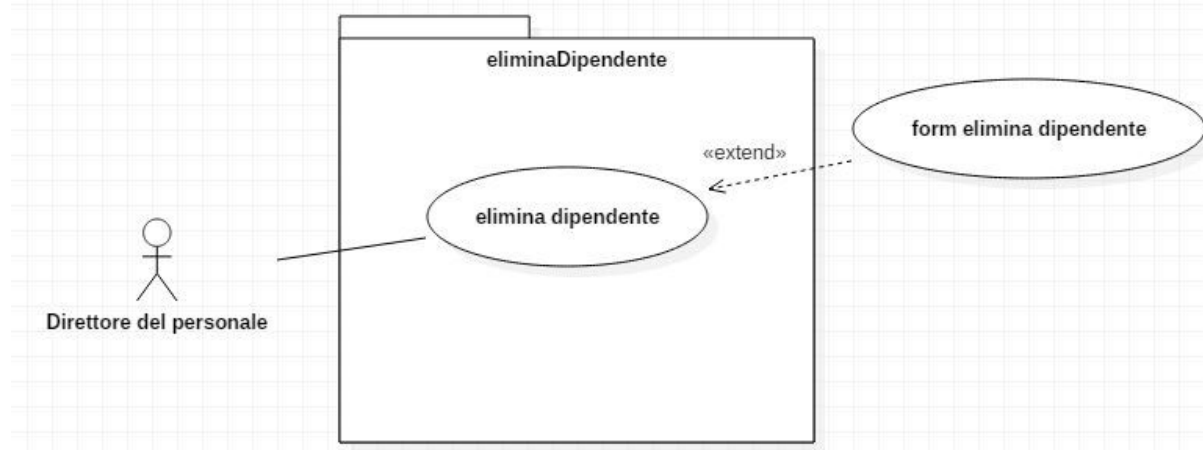 eliminaDipendente
form elimina dipendente
«extend»
elimina dipendente
Direttore del personale